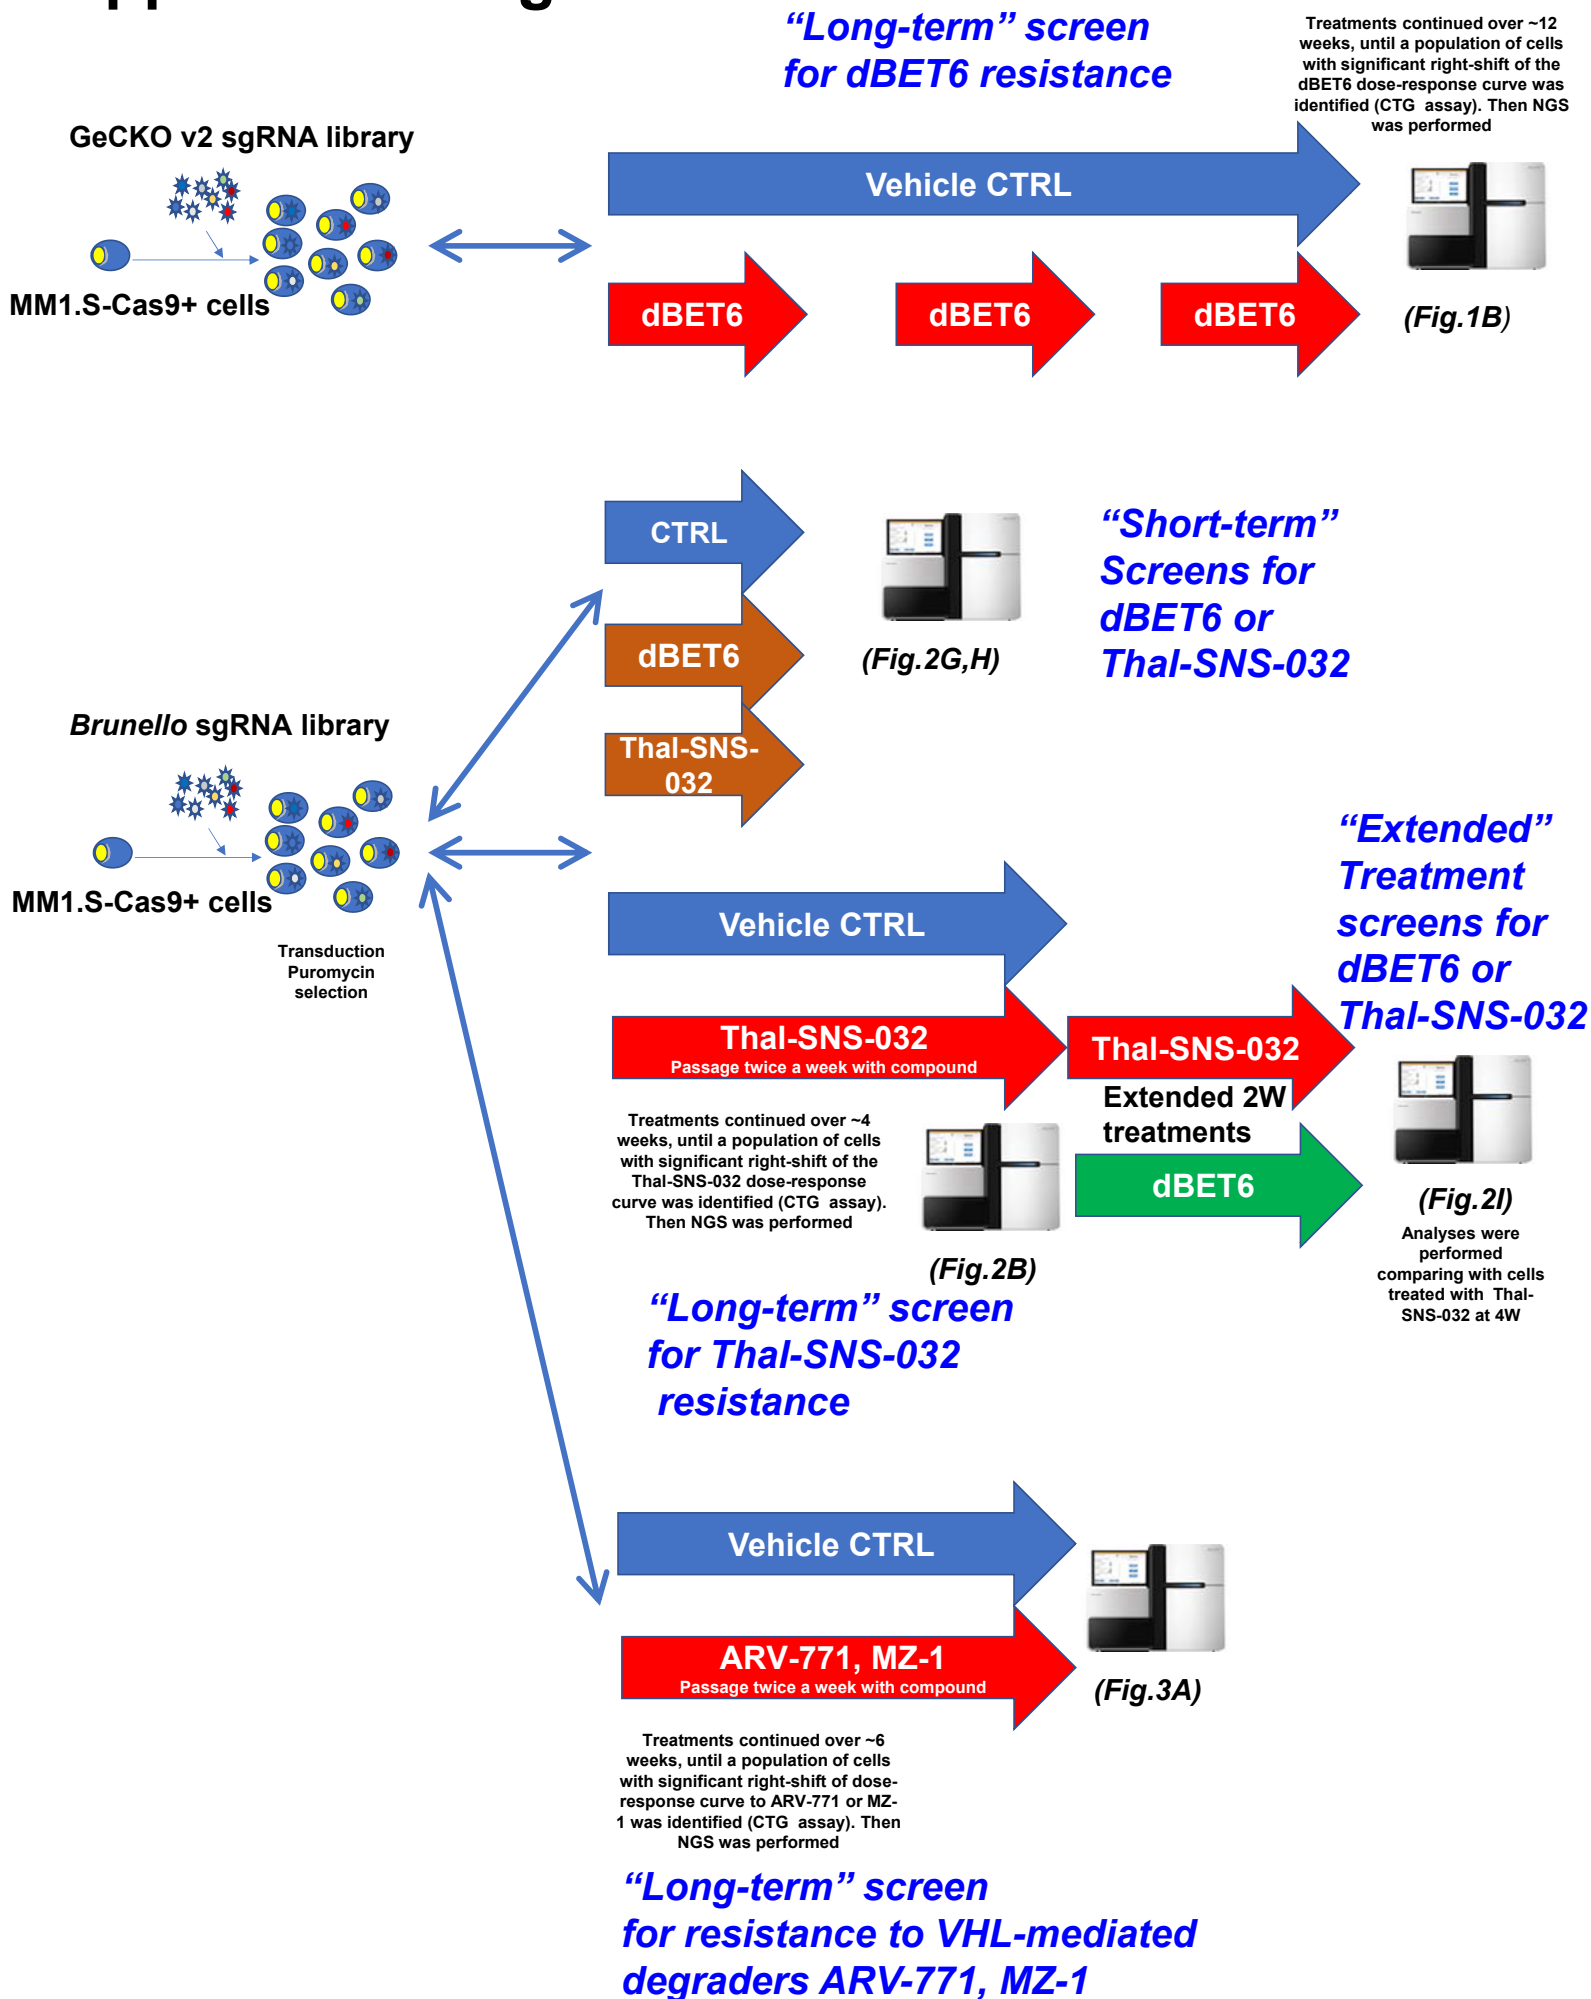 “Long-term” screen
for dBET6 resistance
Treatments continued over ~12
weeks, until a population of cells
with significant right-shift of the
dBET6 dose-response curve was
identified (CTG assay). Then NGS
was performed
GeCKO v2 sgRNA library
MM1.S-Cas9+ cells
Vehicle CTRL
dBET6
dBET6
dBET6
(Fig.1B)
CTRL
dBET6
Thal-SNS-
032
(Fig.2G,H)
“Short-term”
Screens for
dBET6 or
Thal-SNS-032
Brunello sgRNA library
MM1.S-Cas9+ cells
Transduction
Puromycin
selection
Vehicle CTRL
Thal-SNS-032
Passage twice a week with compound
Thal-SNS-032
Extended 2W
treatments
dBET6
“Extended”
Treatment
screens for
dBET6 or
Thal-SNS-032
(Fig.2I)
Analyses were
performed
comparing with cells
treated with Thal-
SNS-032 at 4W
Treatments continued over ~4
weeks, until a population of cells
with significant right-shift of the
Thal-SNS-032 dose-response
curve was identified (CTG assay).
Then NGS was performed
(Fig.2B)
“Long-term” screen
for Thal-SNS-032
resistance
Vehicle CTRL
ARV-771, MZ-1
Passage twice a week with compound
(Fig.3A)
Treatments continued over ~6
weeks, until a population of cells
with significant right-shift of dose-
response curve to ARV-771 or MZ-
1 was identified (CTG assay). Then
NGS was performed
“Long-term” screen
for resistance to VHL-mediated
degraders ARV-771, MZ-1